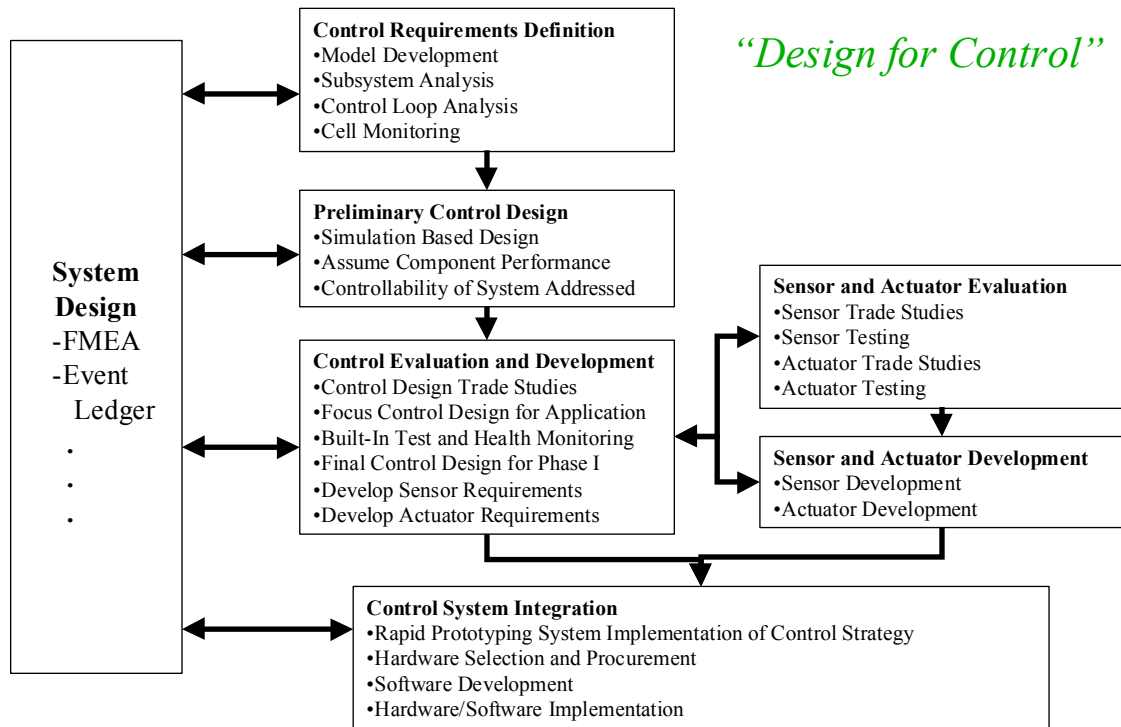 “Design for Control”
Control Requirements Definition
•Model Development
•Subsystem Analysis
•Control Loop Analysis
•Cell Monitoring
Preliminary Control Design
•Simulation Based Design
•Assume Component Performance
•Controllability of System Addressed
System
Design
-FMEA
-Event
Ledger
.
.
.
Control Evaluation and Development
•Control Design Trade Studies
•Focus Control Design for Application
•Built-In Test and Health Monitoring
•Final Control Design for Phase I
•Develop Sensor Requirements
•Develop Actuator Requirements
Sensor and Actuator Evaluation
•Sensor Trade Studies
•Sensor Testing
•Actuator Trade Studies
•Actuator Testing
Sensor and Actuator Development
•Sensor Development
•Actuator Development
Control System Integration
•Rapid Prototyping System Implementation of Control Strategy
•Hardware Selection and Procurement
•Software Development
•Hardware/Software Implementation